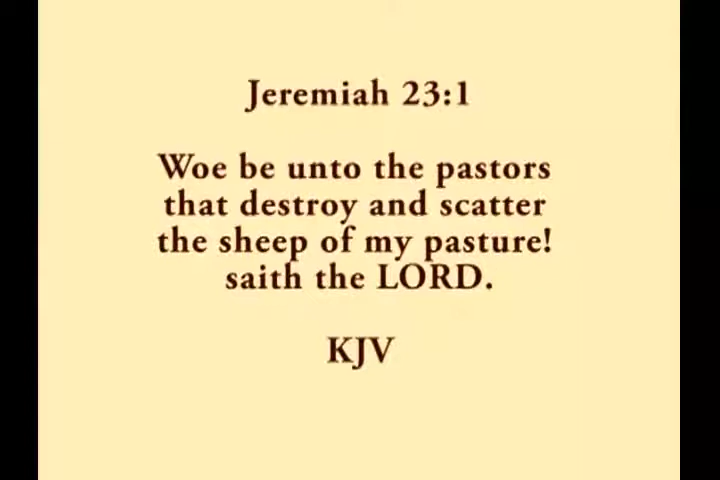 Jeremiah 23:1
Woe be unto the pastors
that destroy and scatter
the sheep of my pasture!
saith the LORD.
KJV